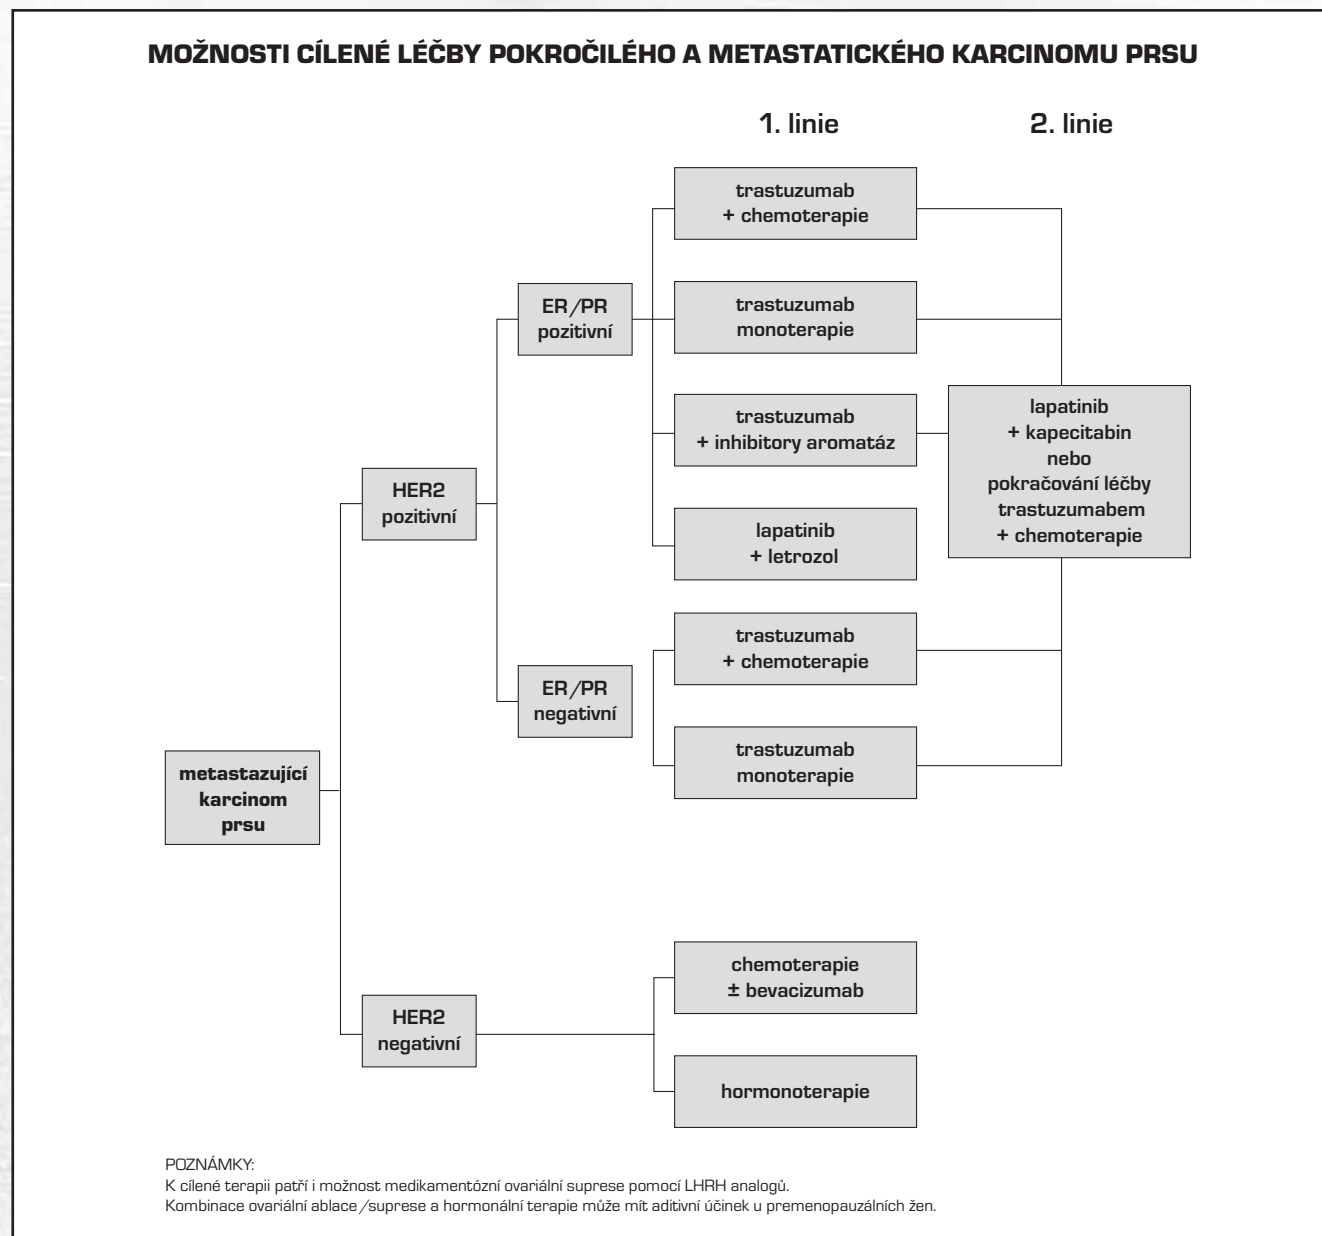 MOŽNOSTI CÍLENÉ LÉČBY POKROČILÉHO A METASTATICKÉHO KARCINOMU PRSU
1. linie
2. linie
trastuzumab
+ chemoterapie
ER/PR
pozitivní
trastuzumab
monoterapie
trastuzumab
+ inhibitory aromatáz
lapatinib
+ kapecitabin
nebo
pokračování léčby
trastuzumabem
+ chemoterapie
HER2
pozitivní
lapatinib
+ letrozol
trastuzumab
+ chemoterapie
ER/PR
negativní
trastuzumab
monoterapie
metastazující
karcinom
prsu
chemoterapie
± bevacizumab
HER2
negativní
hormonoterapie
POZNÁMKY:
K cílené terapii patří i možnost medikamentózní ovariální suprese pomocí LHRH analogů.
Kombinace ovariální ablace/suprese a hormonální terapie může mít aditivní účinek u premenopauzálních žen.